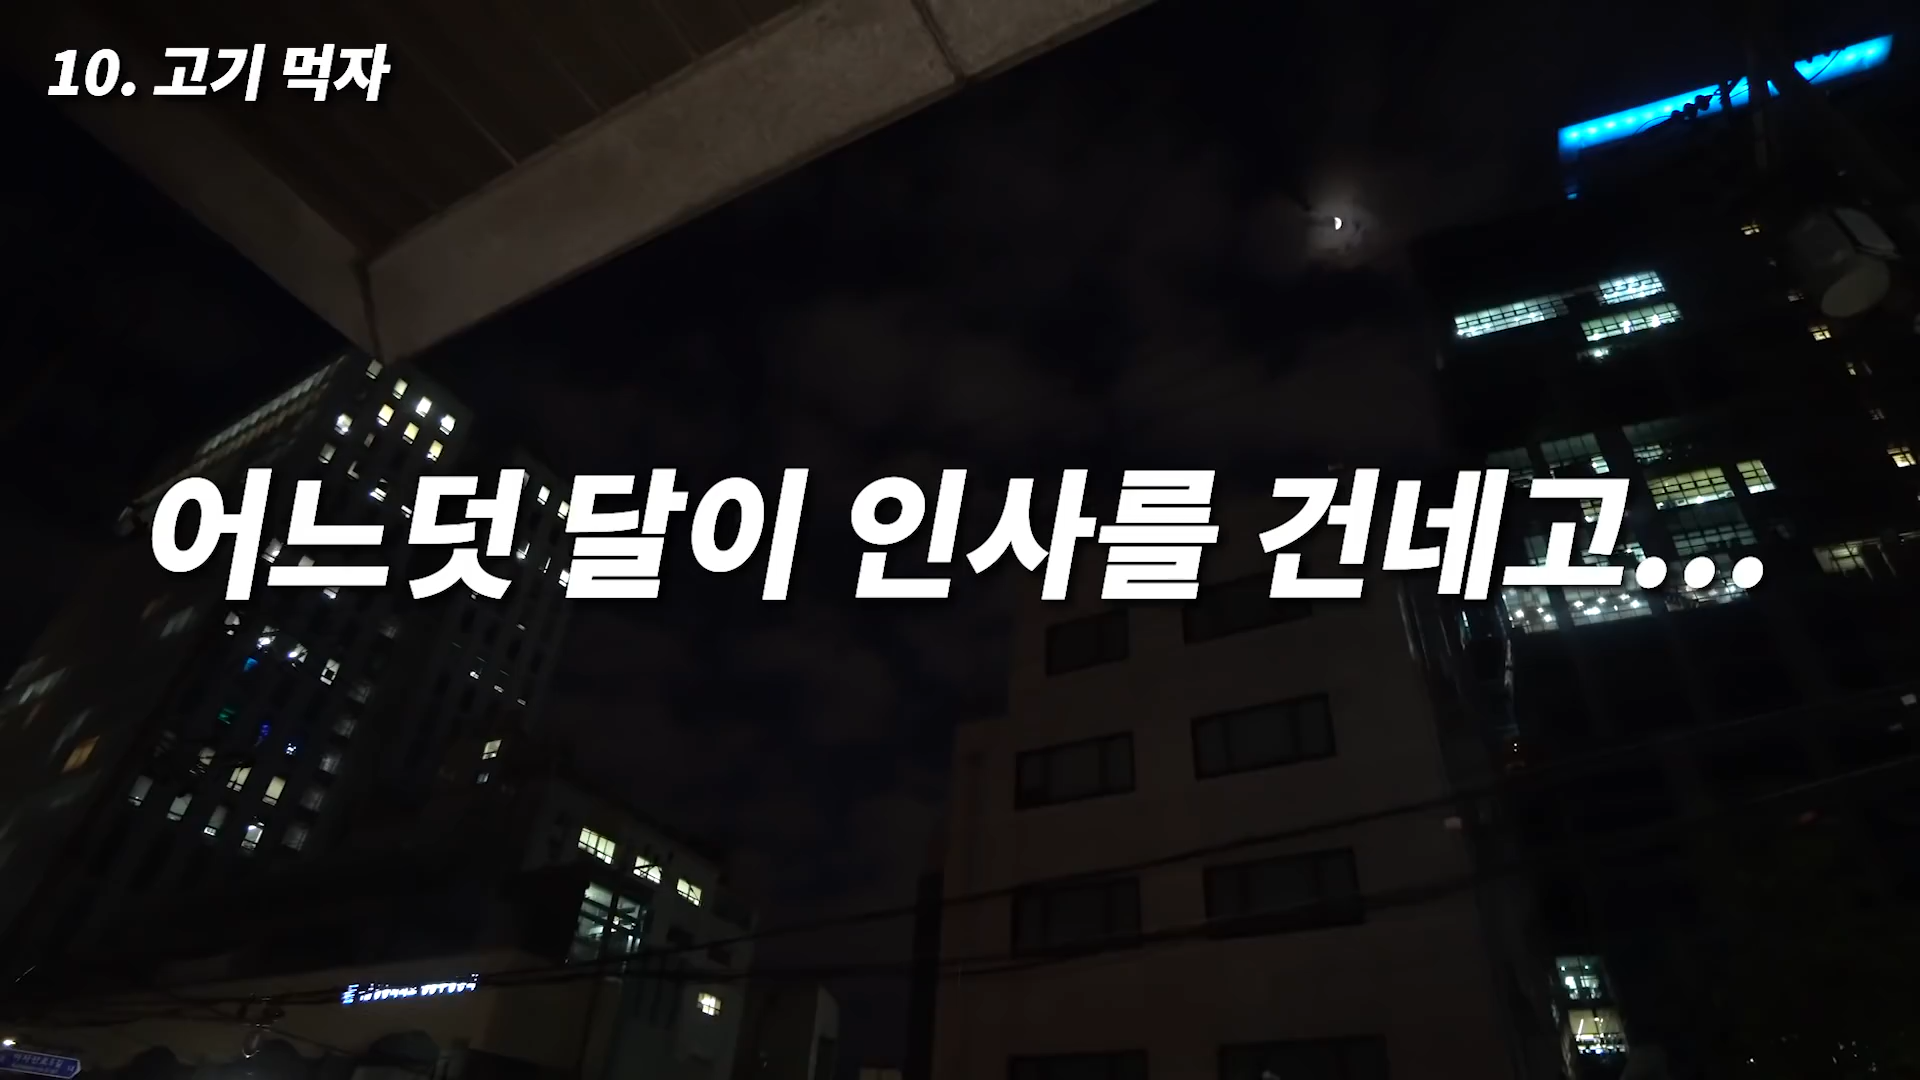 10. 고기 먹자
어느덧 달이 인사를 건네고...